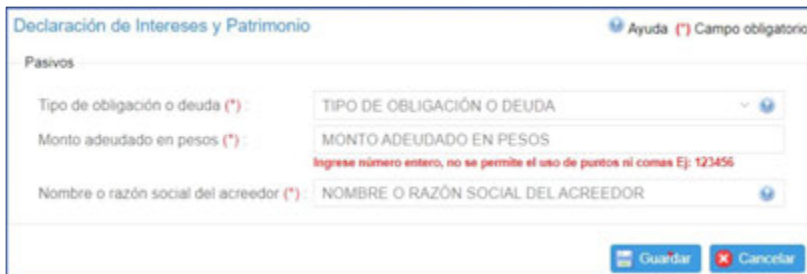 Declaración de Intereses y Patrimonio Ayuda (*) Campo obligatorio
Pasivos
Tipo de obligación o deuda (*) : TIPO DE OBLIGACIÓN O DEUDA
Monto adeudado en pesos (*) : MONTO ADEUDADO EN PESOS
Ingrese número entero, no se permite el uso de puntos ni comas Ej: 123456
Nombre o razón social del acreedor (*) : NOMBRE O RAZÓN SOCIAL DEL ACREEDOR
Guardar Cancelar